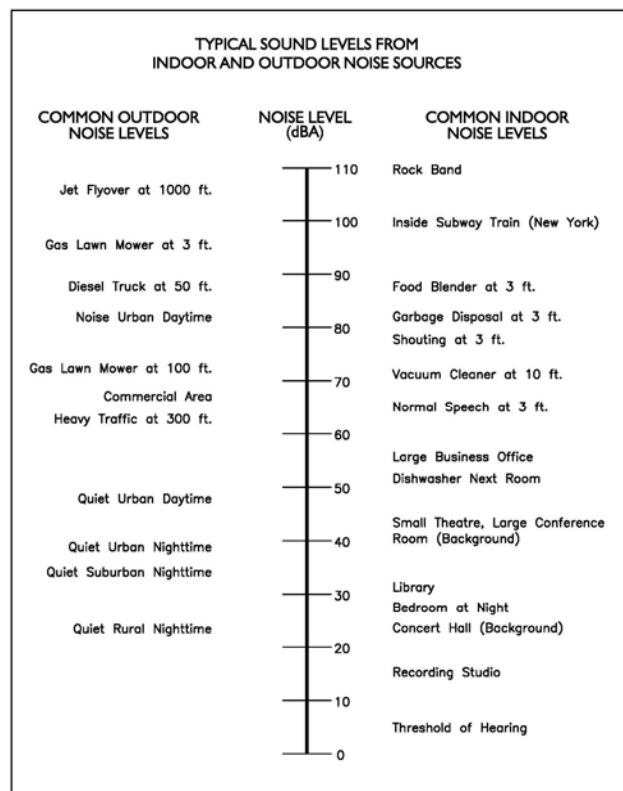 TYPICAL SOUND LEVELS FROM
INDOOR AND OUTDOOR NOISE SOURCES
COMMON OUTDOOR
NOISE LEVELS
NOISE LEVEL
(dBA)
COMMON INDOOR
NOISE LEVELS
110
Rock Band
Jet Flyover at 1000 ft.
100
Inside Subway Train (New York)
Gas Lawn Mower at 3 ft.
90
Diesel Truck at 50 ft.
Food Blender at 3 ft.
Noise Urban Daytime
Garbage Disposal at 3 ft.
80
Shouting at 3 ft.
Gas Lawn Mower at 100 ft.
Vacuum Cleaner at 10 ft.
70
Commercial Area
Normal Speech at 3 ft.
Heavy Traffic at 300 ft.
60
Large Business Office
Dishwasher Next Room
50
Quiet Urban Daytime
Small Theatre, Large Conference
Room (Background)
40
Quiet Urban Nighttime
Quiet Suburban Nighttime
Library
30
Bedroom at Night
Quiet Rural Nighttime
Concert Hall (Background)
20
Recording Studio
10
Threshold of Hearing
0